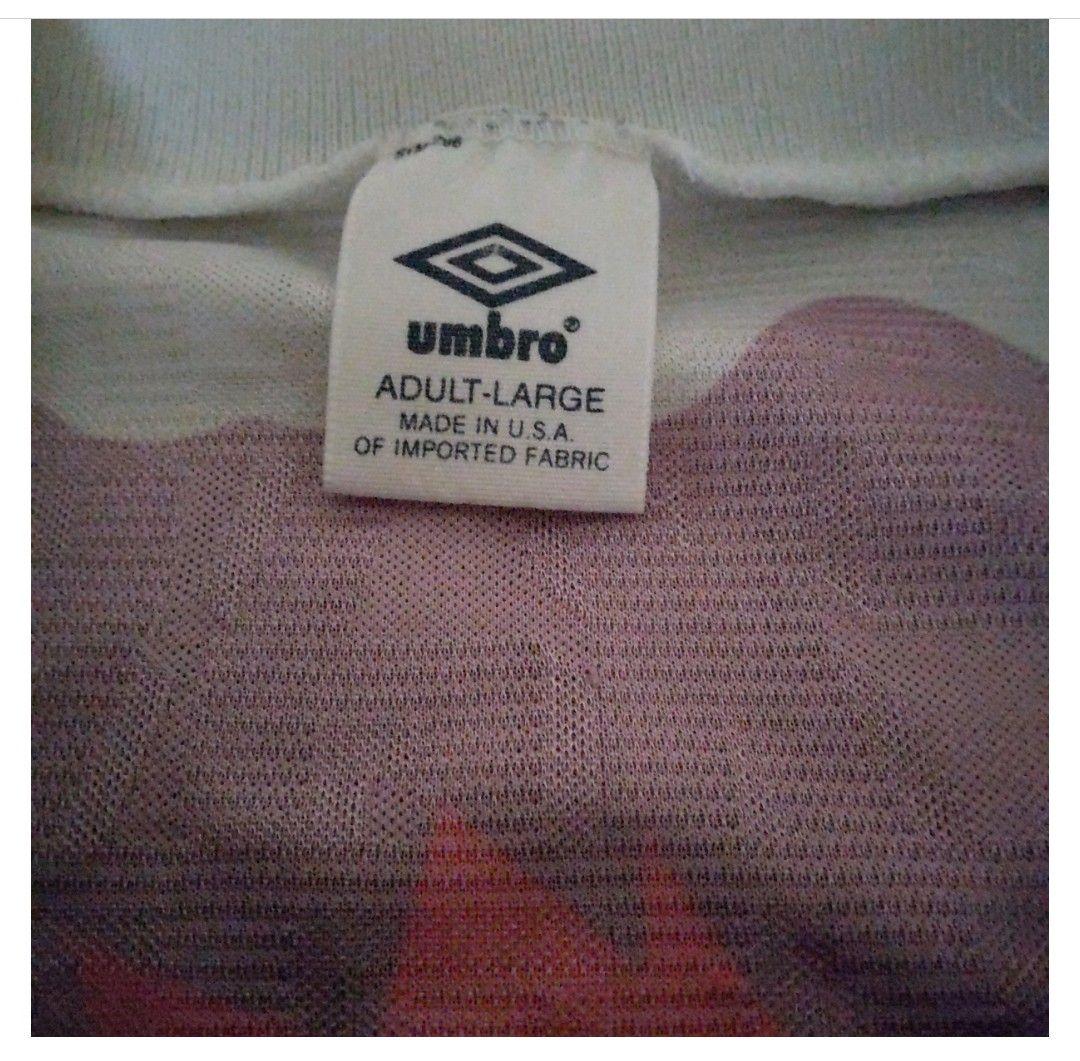 umbro®
ADULT-LARGE
MADE IN U.S.A.
OF IMPORTED FABRIC